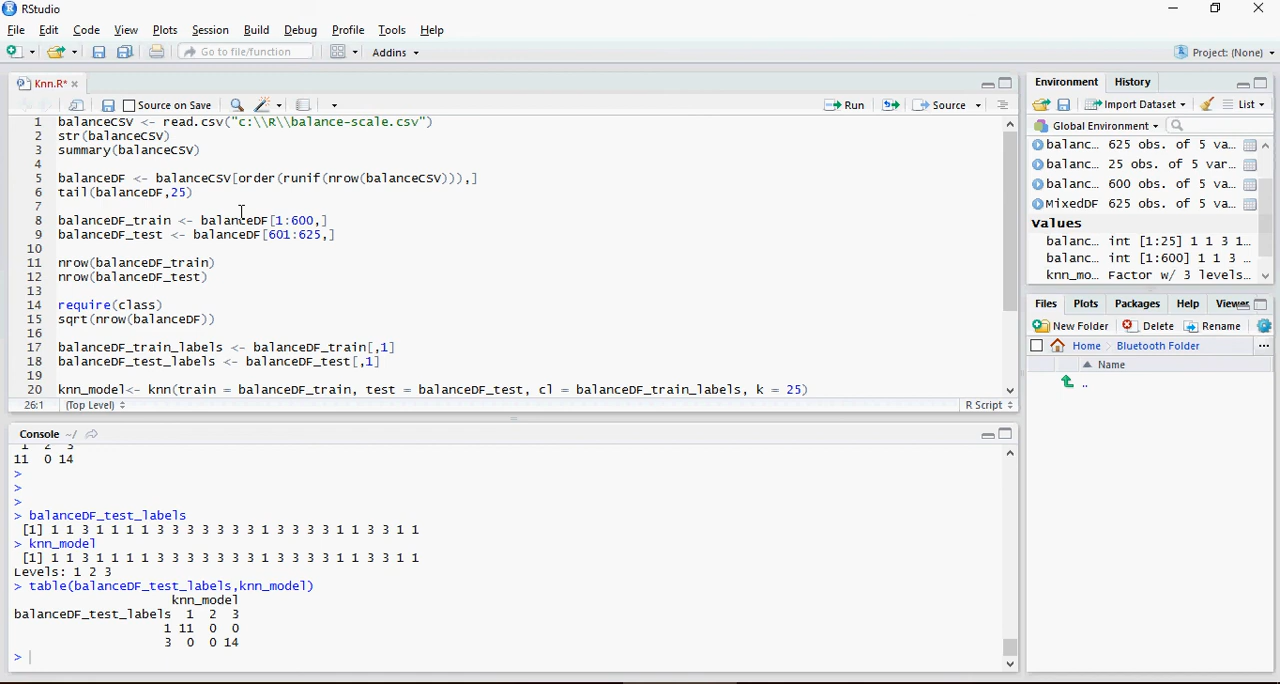 RStudio
File Edit Code View Plots Session Build Debug Profile Tools Help
Go to file/function Addins Project: (None)
Knn.R*
Source on Save Run Source
1 balanceCSV <- read.csv("c:\\R\\balance-scale.csv")
2 str(balanceCSV)
3 summary(balanceCSV)
4
5 balanceDF <- balanceCSV[order(runif(nrow(balanceCSV))),]
6 tail(balanceDF,25)
7
8 balanceDF_train <- balanceDF[1:600,]
9 balanceDF_test <- balanceDF[601:625,]
10
11 nrow(balanceDF_train)
12 nrow(balanceDF_test)
13
14 require(class)
15 sqrt(nrow(balanceDF))
16
17 balanceDF_train_labels <- balanceDF_train[,1]
18 balanceDF_test_labels <- balanceDF_test[,1]
19
20 knn_model<- knn(train = balanceDF_train, test = balanceDF_test, cl = balanceDF_train_labels, k = 25)
26:1 (Top Level) R Script
Console ~/
1 2 3
11 0 14
>
>
>
> balanceDF_test_labels
[1] 1 1 3 1 1 1 1 3 3 3 3 3 3 3 1 3 3 3 3 1 1 3 3 1 1
> knn_model
[1] 1 1 3 1 1 1 1 3 3 3 3 3 3 3 1 3 3 3 3 1 1 3 3 1 1
Levels: 1 2 3
> table(balanceDF_test_labels,knn_model)
knn_model
balanceDF_test_labels 1 2 3
1 11 0 0
3 0 0 14
>
Environment History
Import Dataset List
Global Environment
balanc... 625 obs. of 5 va...
balanc... 25 obs. of 5 var...
balanc... 600 obs. of 5 va...
MixedDF 625 obs. of 5 va...
Values
balanc... int [1:25] 1 1 3 1...
balanc... int [1:600] 1 1 3 ...
knn_mo... Factor w/ 3 levels...
Files Plots Packages Help Viewer
New Folder Delete Rename
Home Bluetooth Folder ...
Name
..